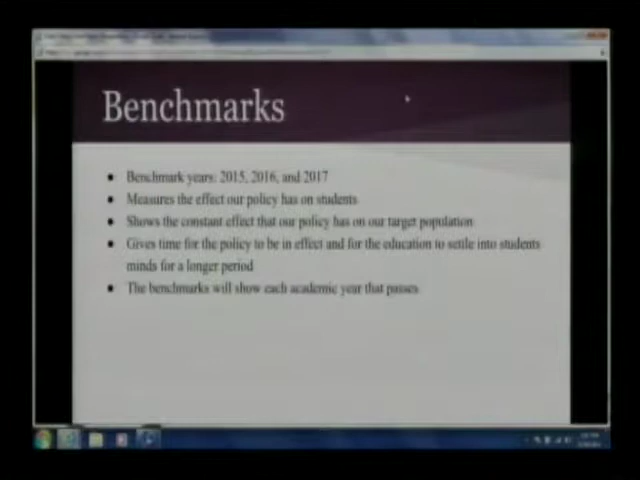 Benchmarks
• Benchmark years: 2015, 2016, and 2017
• Measures the effect our policy has on students
• Shows the constant effect that our policy has on our target population
• Gives time for the policy to be in effect and for the education to settle into students
minds for a longer period
• The benchmarks will show each academic year that passes